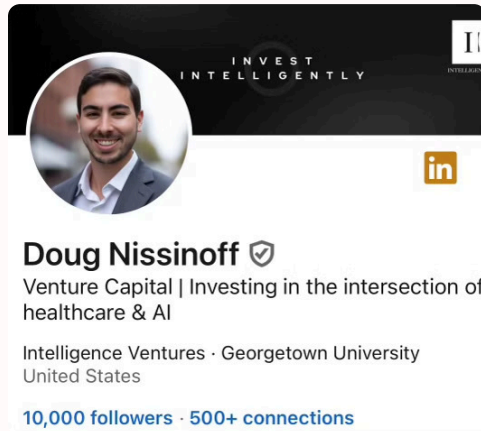 INVEST
INTELLIGENTLY
in
Doug Nissinoff
Venture Capital | Investing in the intersection of
healthcare & AI
Intelligence Ventures · Georgetown University
United States
10,000 followers · 500+ connections